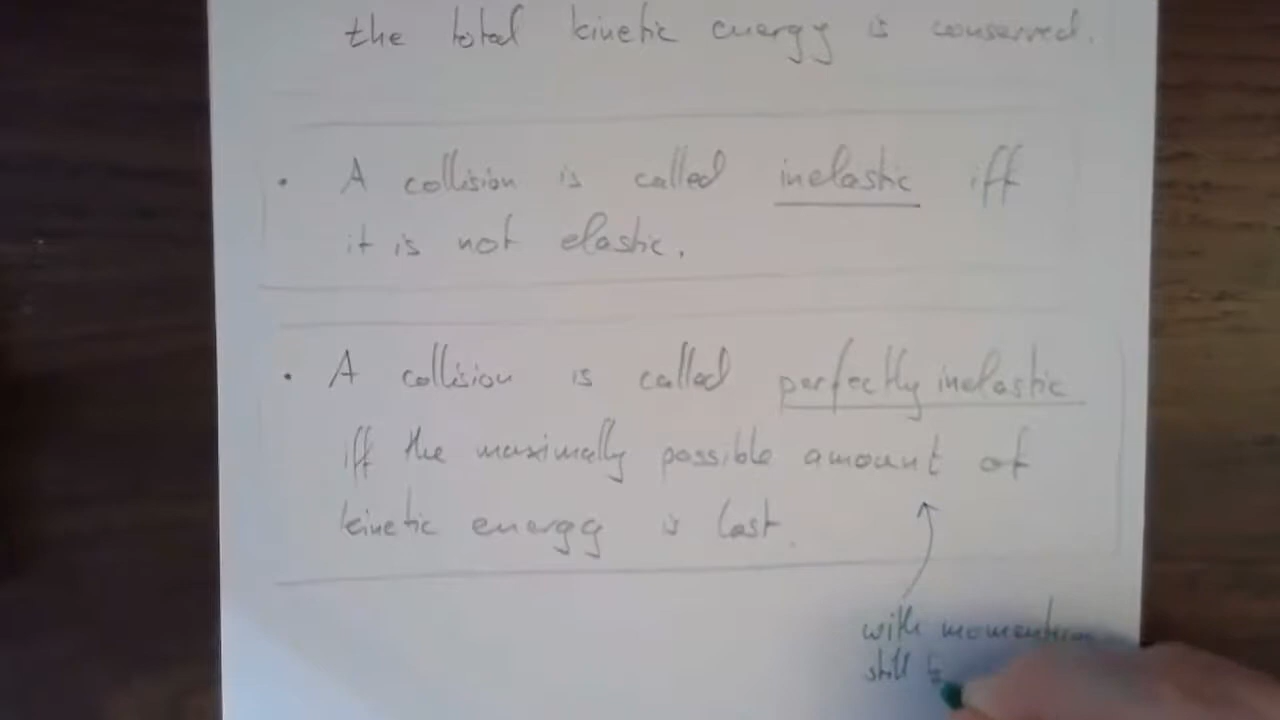 the total kinetic energy is conserved.
• A collision is called inelastic iff
it is not elastic.
• A collision is called perfectly inelastic
iff the maximally possible amount of
kinetic energy is lost.
with momentum
still